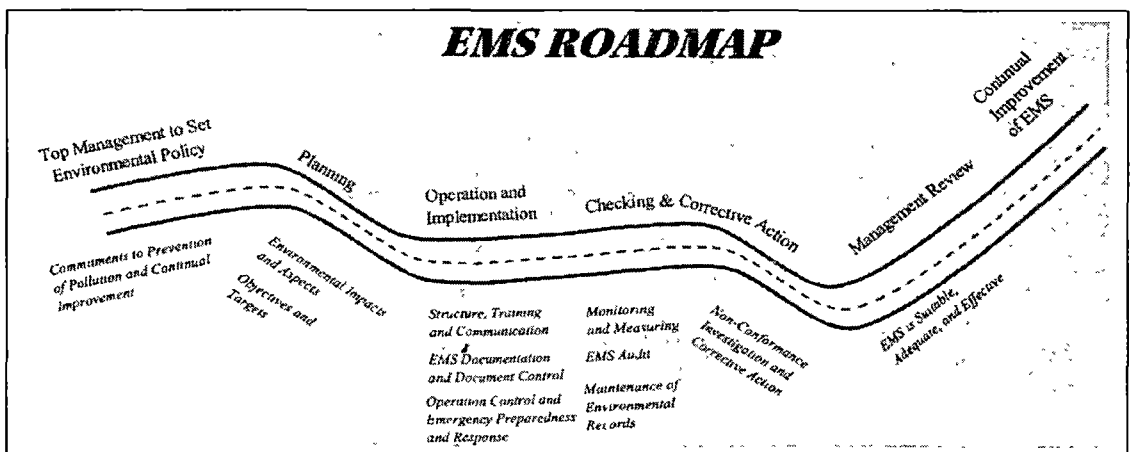 EMS ROADMAP
Top Management to Set
Environmental Policy
Planning
Operation and
Implementation
Checking & Corrective Action
Management Review
Continual
Improvement
of EMS
Commitments to Prevention
of Pollution and Continual
Improvement
Environmental Impacts
and Aspects
Objectives and
Targets
Structure, Training
and Communication
EMS Documentation
and Document Control
Operation Control and
Emergency Preparedness
and Response
Monitoring
and Measuring
EMS Audit
Maintenance of
Environmental
Records
Non-Conformance
Investigation and
Corrective Action
EMS is Suitable,
Adequate, and Effective